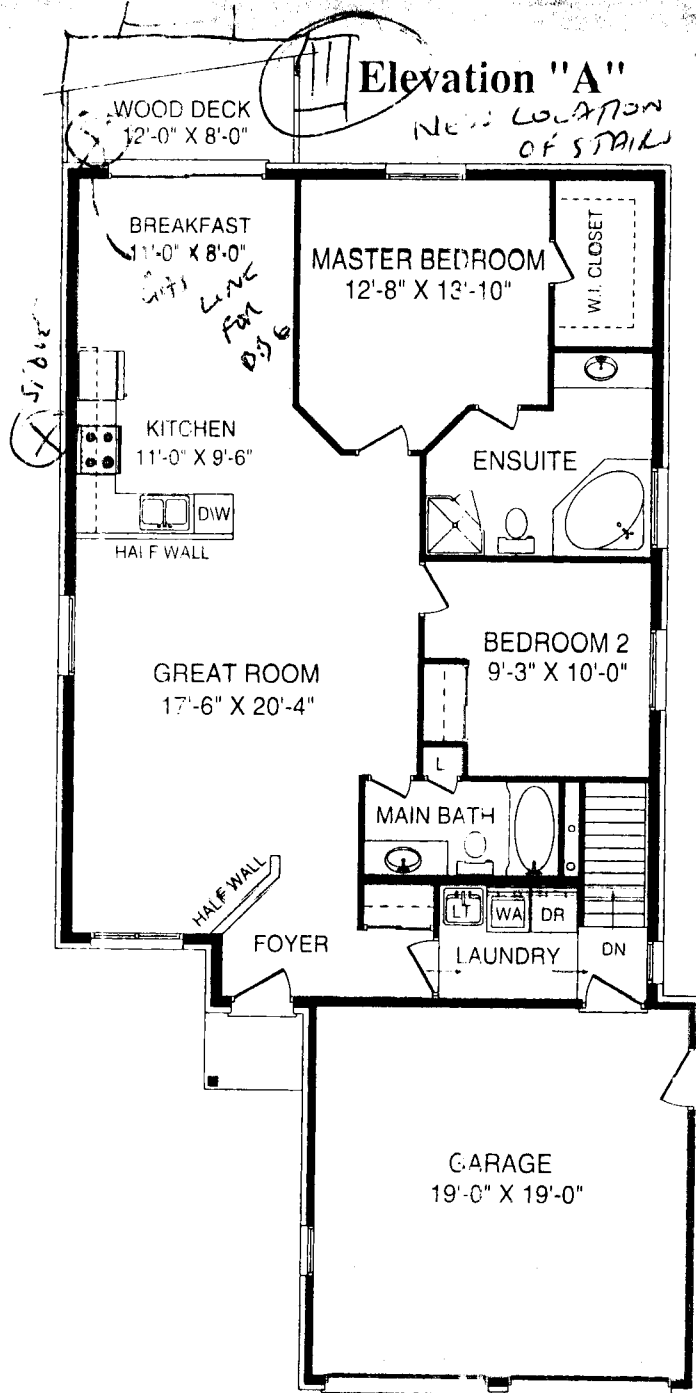 Elevation "A"
NEW LOCATION
OF STAIRS
WOOD DECK
12'-0" X 8'-0"
BREAKFAST
11'-0" X 8'-0"
GAS LINE
FOR
BBQ
MASTER BEDROOM
12'-8" X 13'-10"
W.I. CLOSET
KITCHEN
11'-0" X 9'-6"
D\W
HALF WALL
ENSUITE
BEDROOM 2
9'-3" X 10'-0"
GREAT ROOM
17'-6" X 20'-4"
L
MAIN BATH
HALF WALL
FOYER
LT
WA
DR
LAUNDRY
DN
GARAGE
19'-0" X 19'-0"